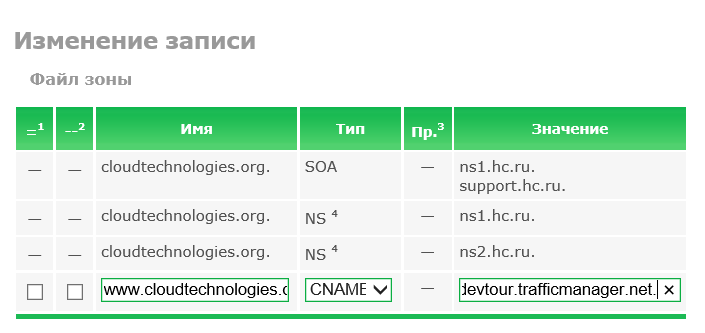 Изменение записи
Файл зоны
=1 --2 Имя Тип Пр.3 Значение
— — cloudtechnologies.org. SOA — ns1.hc.ru.
support.hc.ru.
— — cloudtechnologies.org. NS 4 — ns1.hc.ru.
— — cloudtechnologies.org. NS 4 — ns2.hc.ru.
www.cloudtechnologies.o CNAME — devtour.trafficmanager.net. ×